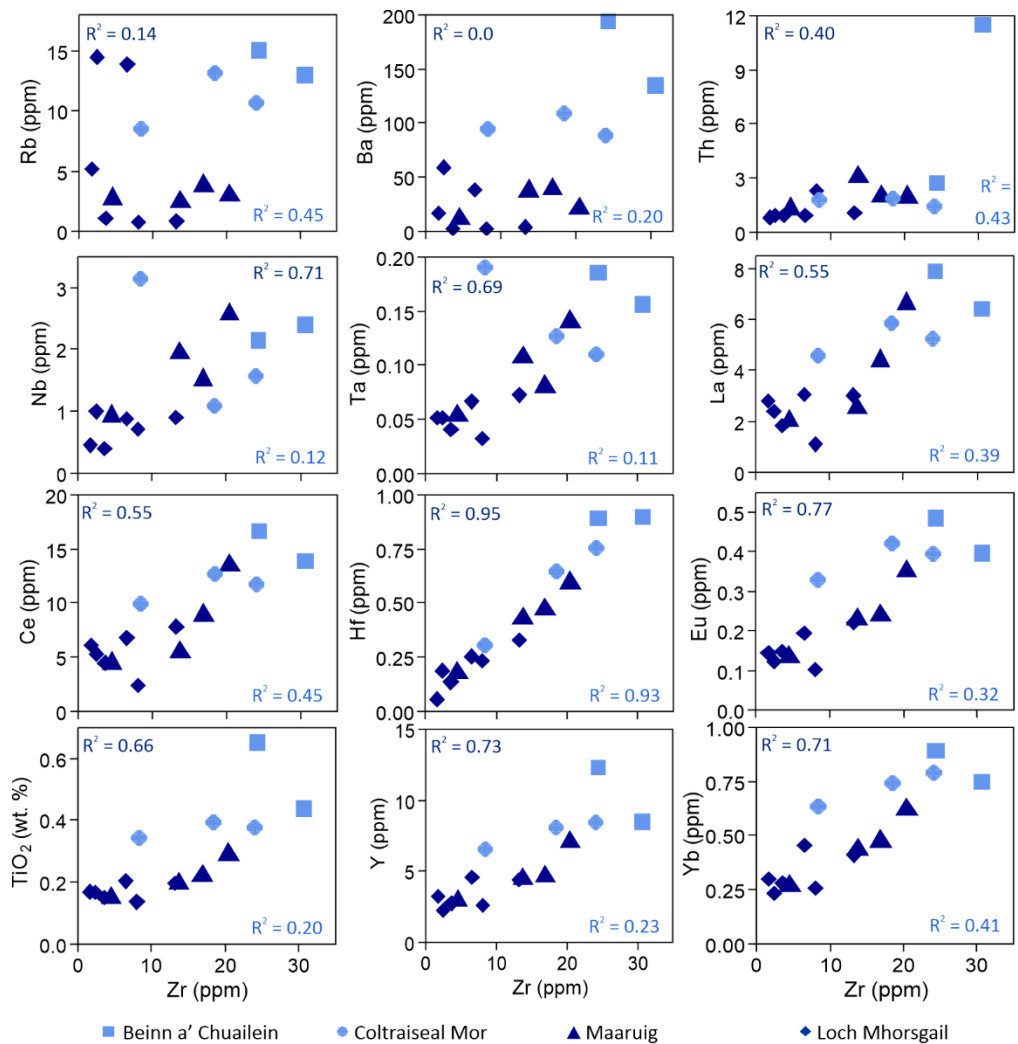 R² = 0.14
Rb (ppm)
15
10
5
0
R² = 0.45
R² = 0.0
Ba (ppm)
200
150
100
50
0
R² = 0.20
R² = 0.40
Th (ppm)
12
9
6
3
0
R² =
0.43
R² = 0.71
Nb (ppm)
3
2
1
0
R² = 0.12
R² = 0.69
Ta (ppm)
0.20
0.15
0.10
0.05
0.00
R² = 0.11
R² = 0.55
La (ppm)
8
6
4
2
0
R² = 0.39
R² = 0.55
Ce (ppm)
20
15
10
5
0
R² = 0.45
R² = 0.95
Hf (ppm)
1.00
0.75
0.50
0.25
0.00
R² = 0.93
R² = 0.77
Eu (ppm)
0.5
0.4
0.3
0.2
0.1
0.0
R² = 0.32
R² = 0.66
TiO₂ (wt. %)
0.6
0.4
0.2
0.0
R² = 0.20
0 10 20 30
Zr (ppm)
R² = 0.73
Y (ppm)
15
10
5
0
R² = 0.23
0 10 20 30
Zr (ppm)
R² = 0.71
Yb (ppm)
1.00
0.75
0.50
0.25
0.00
R² = 0.41
0 10 20 30
Zr (ppm)
Beinn a' Chuailein Coltraiseal Mor Maaruig Loch Mhorsgail